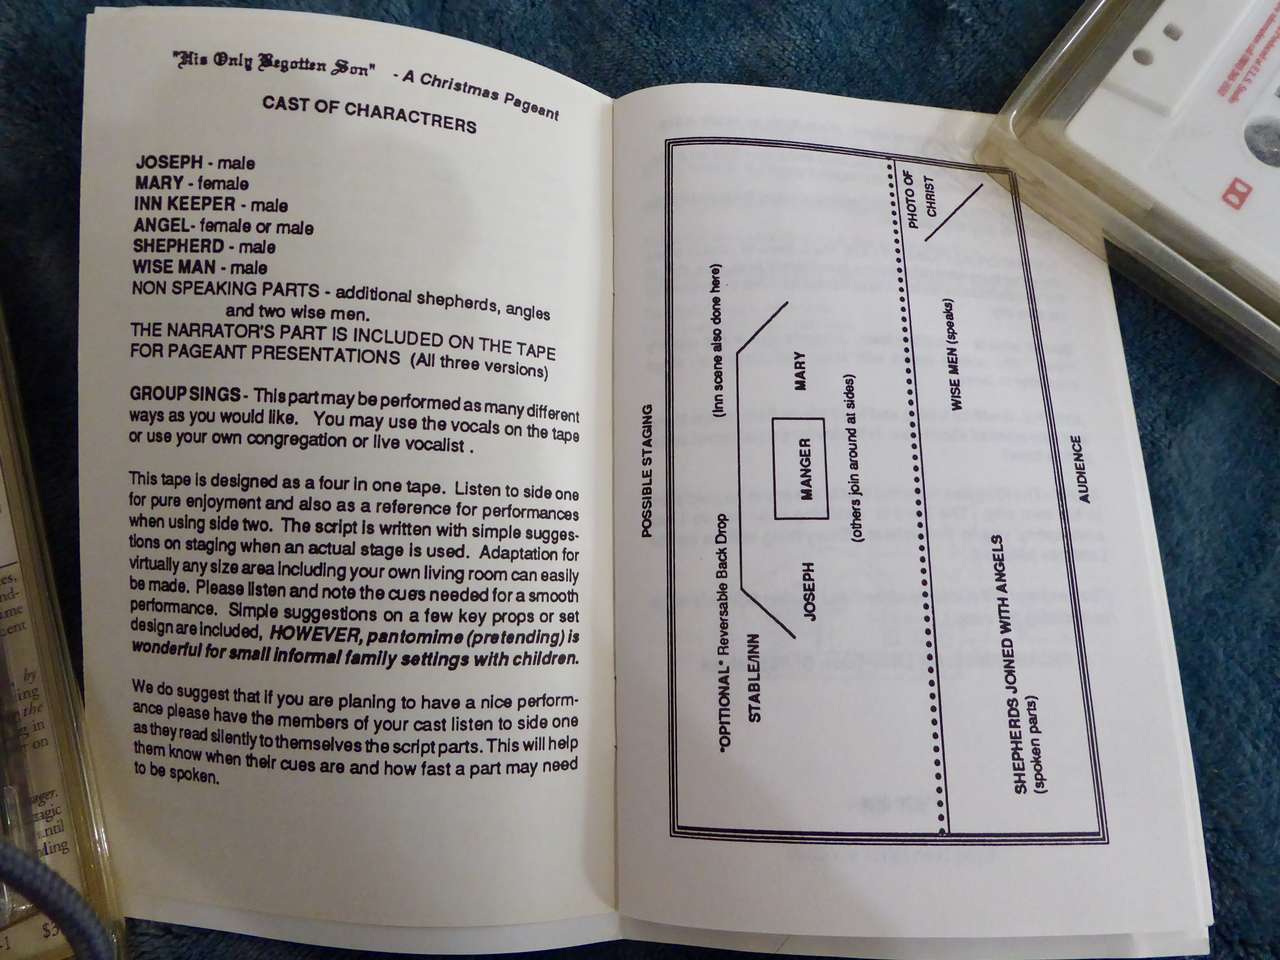 "His Only Begotten Son" - A Christmas Pageant
CAST OF CHARACTRERS
JOSEPH - male
MARY - female
INN KEEPER - male
ANGEL- female or male
SHEPHERD - male
WISE MAN - male
NON SPEAKING PARTS - additional shepherds, angles
and two wise men.
THE NARRATOR'S PART IS INCLUDED ON THE TAPE
FOR PAGEANT PRESENTATIONS (All three versions)
GROUP SINGS - This part may be performed as many different
ways as you would like. You may use the vocals on the tape
or use your own congregation or live vocalist .
This tape is designed as a four in one tape. Listen to side one
for pure enjoyment and also as a reference for performances
when using side two. The script is written with simple sugges-
tions on staging when an actual stage is used. Adaptation for
virtually any size area including your own living room can easily
be made. Please listen and note the cues needed for a smooth
performance. Simple suggestions on a few key props or set
design are included, HOWEVER, pantomime (pretending) is
wonderful for small informal family settings with children.
We do suggest that if you are planing to have a nice perform-
ance please have the members of your cast listen to side one
as they read silently to themselves the script parts. This will help
them know when their cues are and how fast a part may need
to be spoken.
POSSIBLE STAGING
*OPITIONAL* Reversable Back Drop
(Inn scene also done here)
STABLE/INN
JOSEPH
MANGER
MARY
(others join around at sides)
PHOTO OF
CHRIST
WISE MEN (speaks)
SHEPHERDS JOINED WITH ANGELS
(spoken parts)
AUDIENCE
by
ing
the
in
on